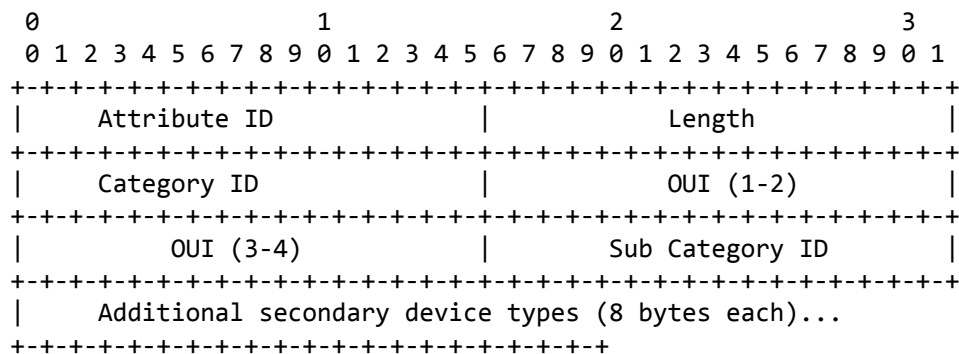 0                   1                   2                   3
 0 1 2 3 4 5 6 7 8 9 0 1 2 3 4 5 6 7 8 9 0 1 2 3 4 5 6 7 8 9 0 1
+-+-+-+-+-+-+-+-+-+-+-+-+-+-+-+-+-+-+-+-+-+-+-+-+-+-+-+-+-+-+-+-+
|     Attribute ID              |            Length             |
+-+-+-+-+-+-+-+-+-+-+-+-+-+-+-+-+-+-+-+-+-+-+-+-+-+-+-+-+-+-+-+-+
|     Category ID               |            OUI (1-2)          |
+-+-+-+-+-+-+-+-+-+-+-+-+-+-+-+-+-+-+-+-+-+-+-+-+-+-+-+-+-+-+-+-+
|          OUI (3-4)            |        Sub Category ID        |
+-+-+-+-+-+-+-+-+-+-+-+-+-+-+-+-+-+-+-+-+-+-+-+-+-+-+-+-+-+-+-+-+
|     Additional secondary device types (8 bytes each)...
+-+-+-+-+-+-+-+-+-+-+-+-+-+-+-+-+-+-+-+-+